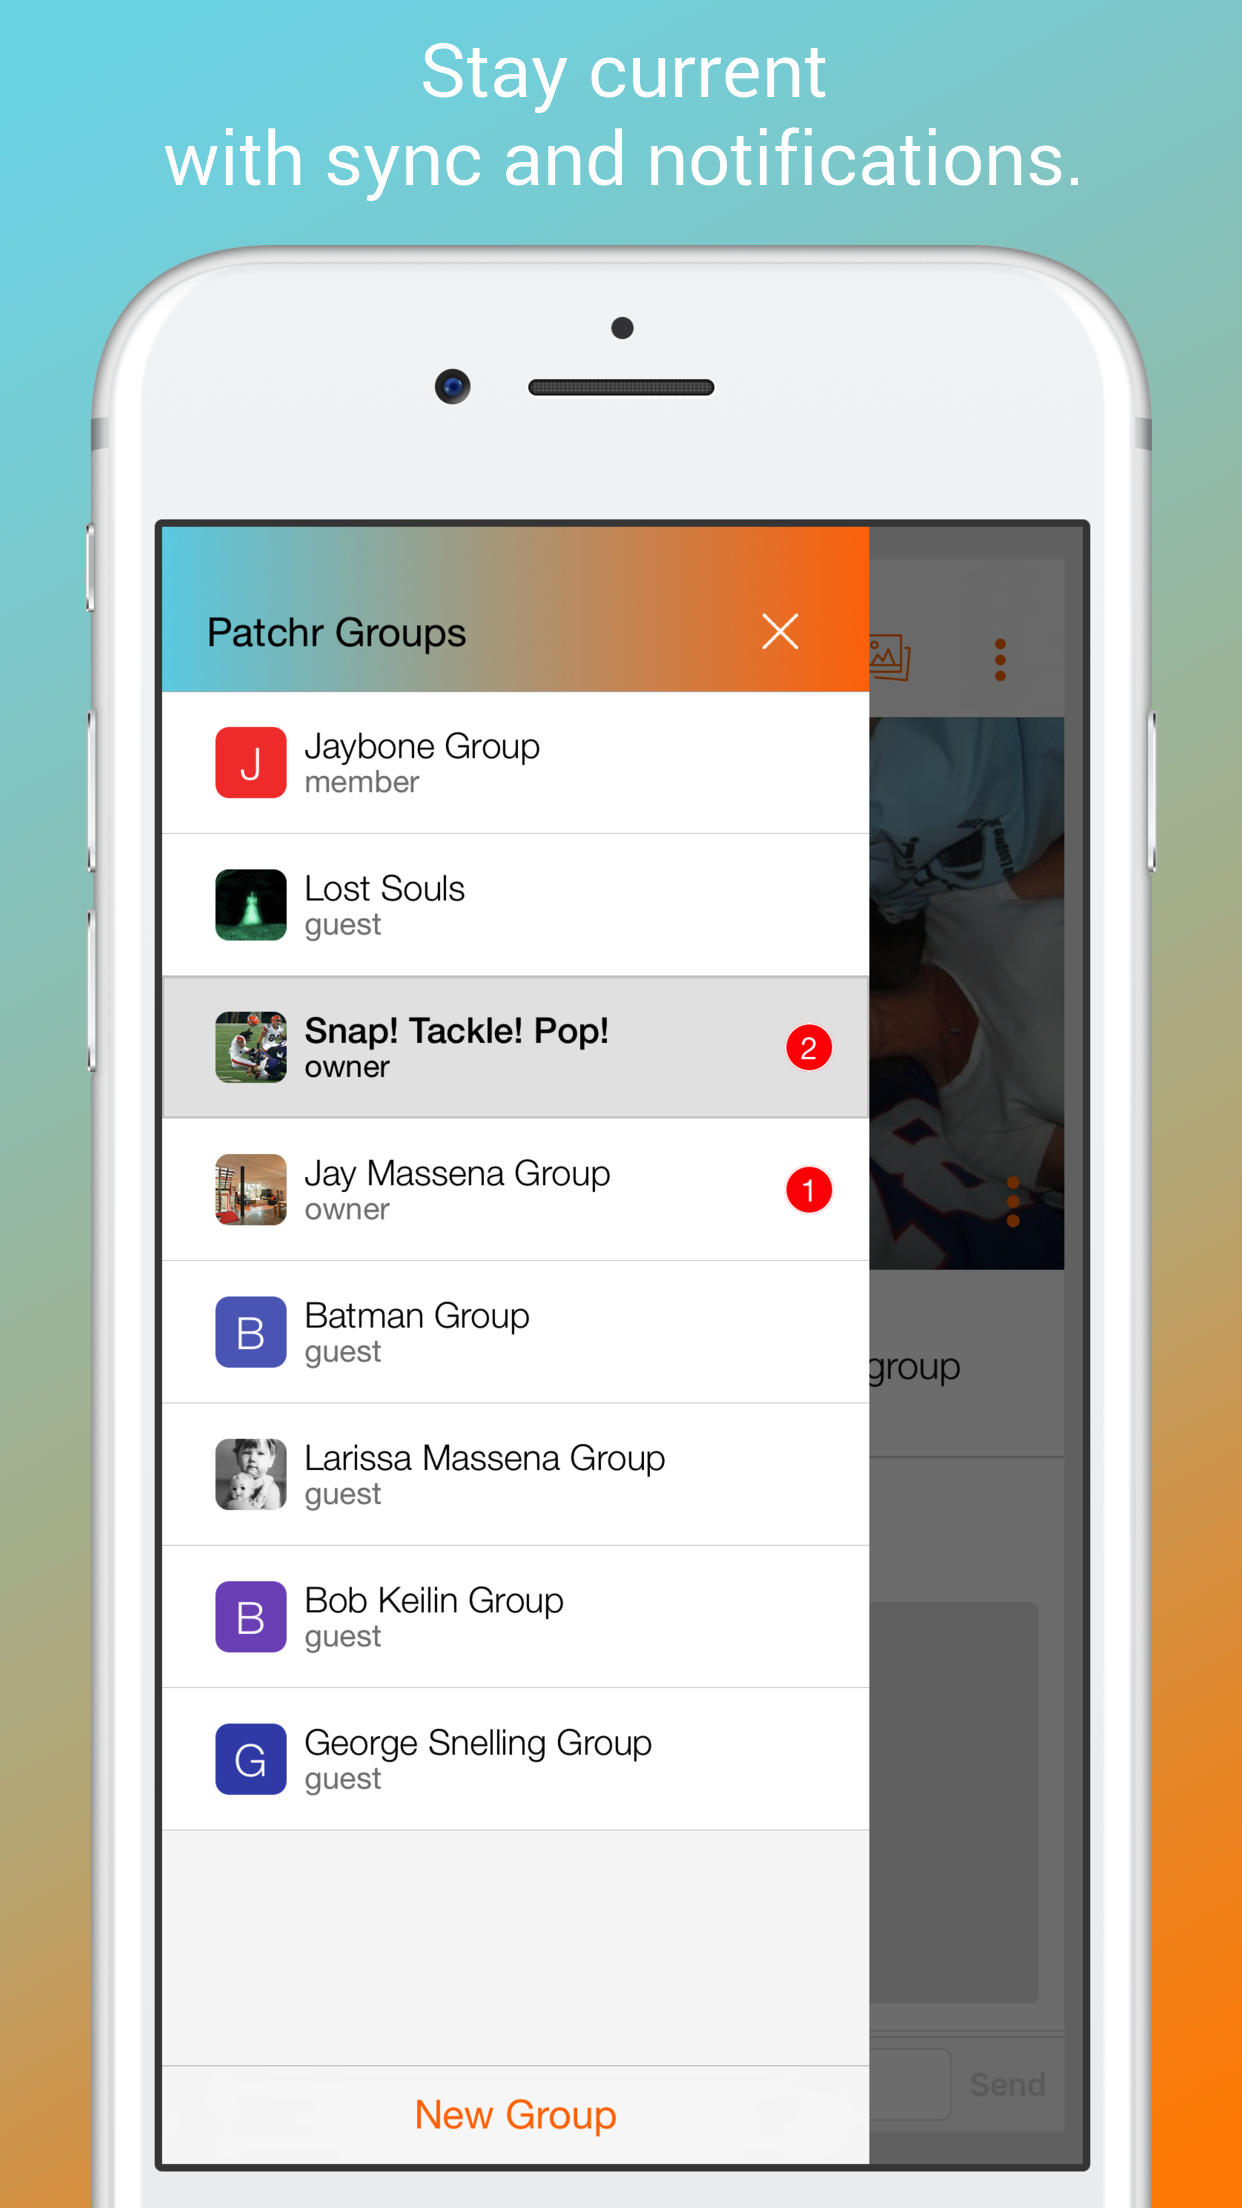 Stay current
with sync and notifications.
Patchr Groups
J
Jaybone Group
member
Lost Souls
guest
Snap! Tackle! Pop!
owner
2
Jay Massena Group
owner
1
B
Batman Group
guest
group
Larissa Massena Group
guest
B
Bob Keilin Group
guest
G
George Snelling Group
guest
Send
New Group